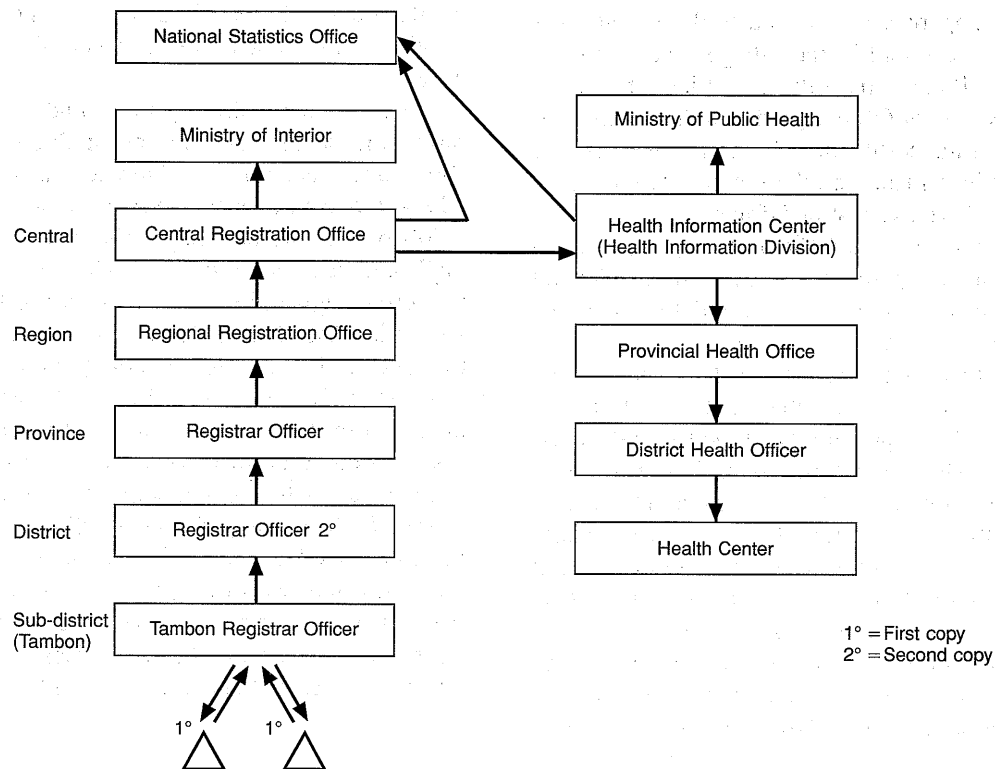 National Statistics Office
Ministry of Interior
Ministry of Public Health
Central
Central Registration Office
Health Information Center
(Health Information Division)
Region
Regional Registration Office
Provincial Health Office
Province
Registrar Officer
District Health Officer
District
Registrar Officer 2°
Health Center
Sub-district
(Tambon)
Tambon Registrar Officer
1° = First copy
2° = Second copy
1°
1°